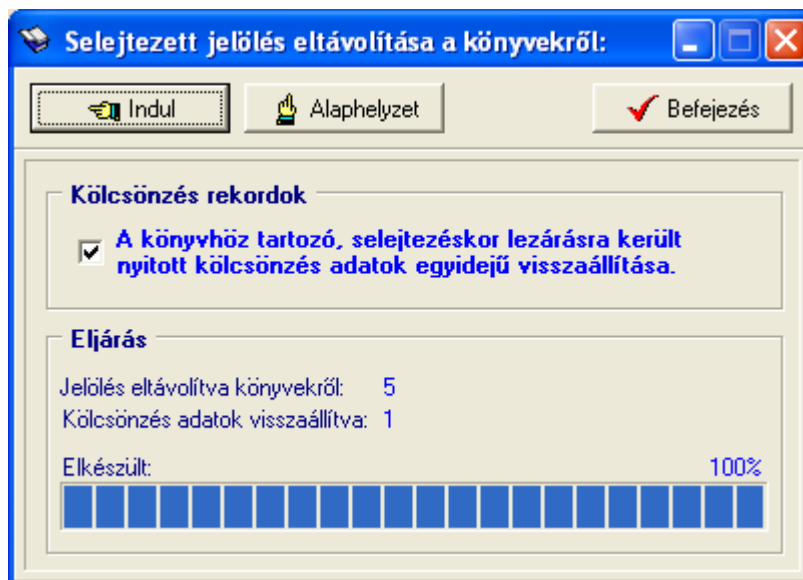 Selejtezett jelölés eltávolítása a könyvekről:
Indul
Alaphelyzet
Befejezés
Kölcsönzés rekordok
A könyvhöz tartozó, selejtezéskor lezárásra került
nyitott kölcsönzés adatok egyidejű visszaállítása.
Eljárás
Jelölés eltávolítva könyvekről: 5
Kölcsönzés adatok visszaállítva: 1
Elkészült: 100%